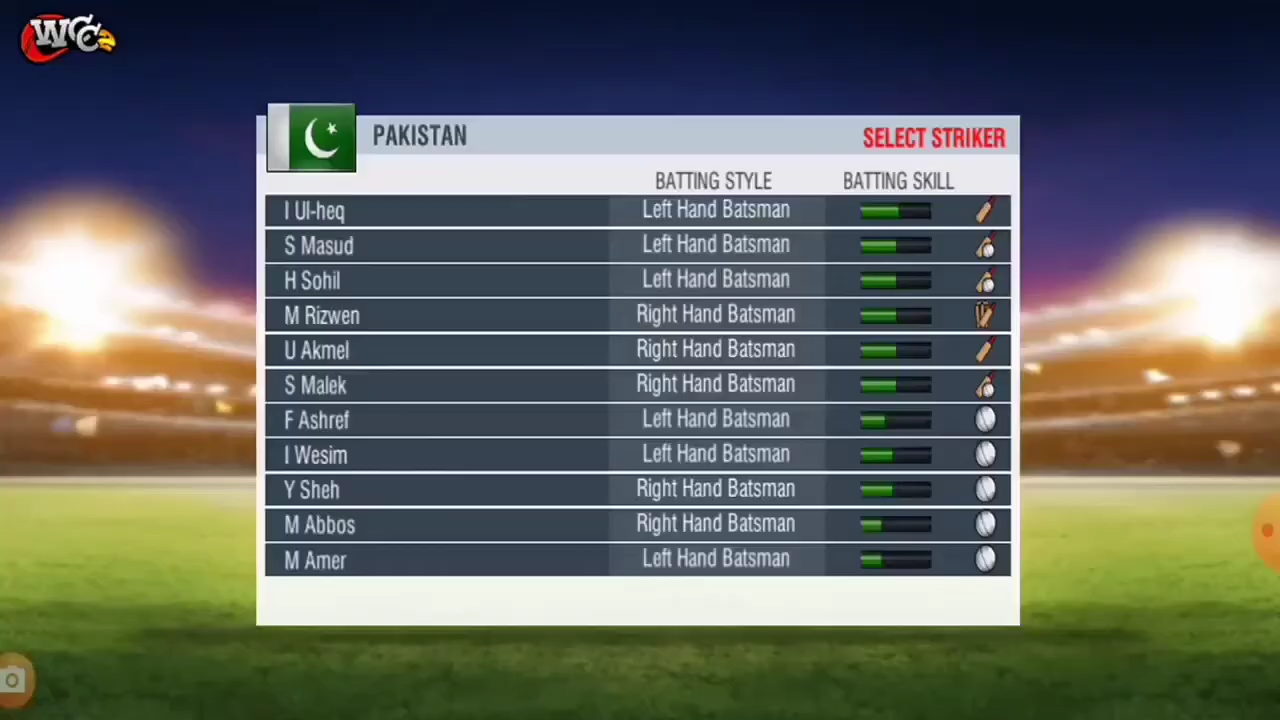 WCC
PAKISTAN SELECT STRIKER
BATTING STYLE BATTING SKILL
I Ul-heq Left Hand Batsman
S Masud Left Hand Batsman
H Sohil Left Hand Batsman
M Rizwen Right Hand Batsman
U Akmel Right Hand Batsman
S Malek Right Hand Batsman
F Ashref Left Hand Batsman
I Wesim Left Hand Batsman
Y Sheh Right Hand Batsman
M Abbos Right Hand Batsman
M Amer Left Hand Batsman